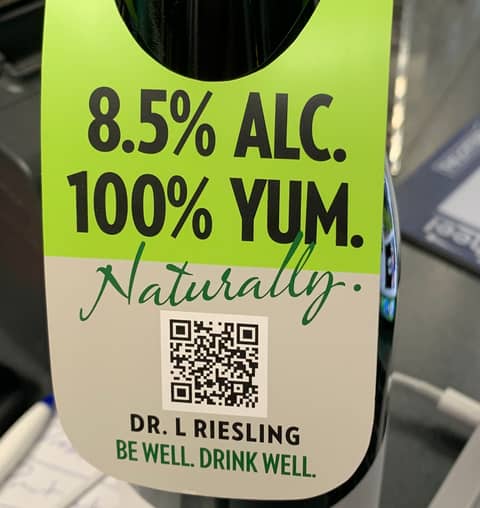 8.5% ALC.
100% YUM.
Naturally.
DR. L RIESLING
BE WELL. DRINK WELL.